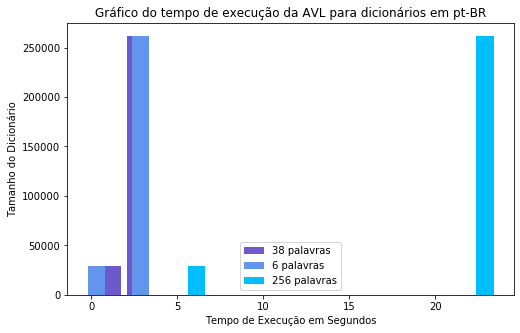 Gráfico do tempo de execução da AVL para dicionários em pt-BR
Tamanho do Dicionário
250000
200000
150000
100000
50000
0
38 palavras
6 palavras
256 palavras
0 5 10 15 20
Tempo de Execução em Segundos